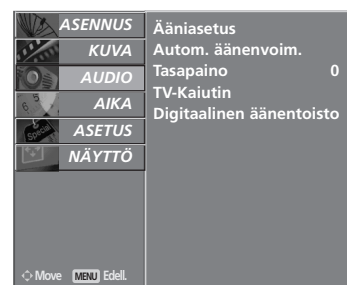 ASENNUS
KUVA
AUDIO
AIKA
ASETUS
NÄYTTÖ
Ääniasetus
Autom. äänenvoim.
Tasapaino 0
TV-Kaiutin
Digitaalinen äänentoisto
Move MENU Edell.